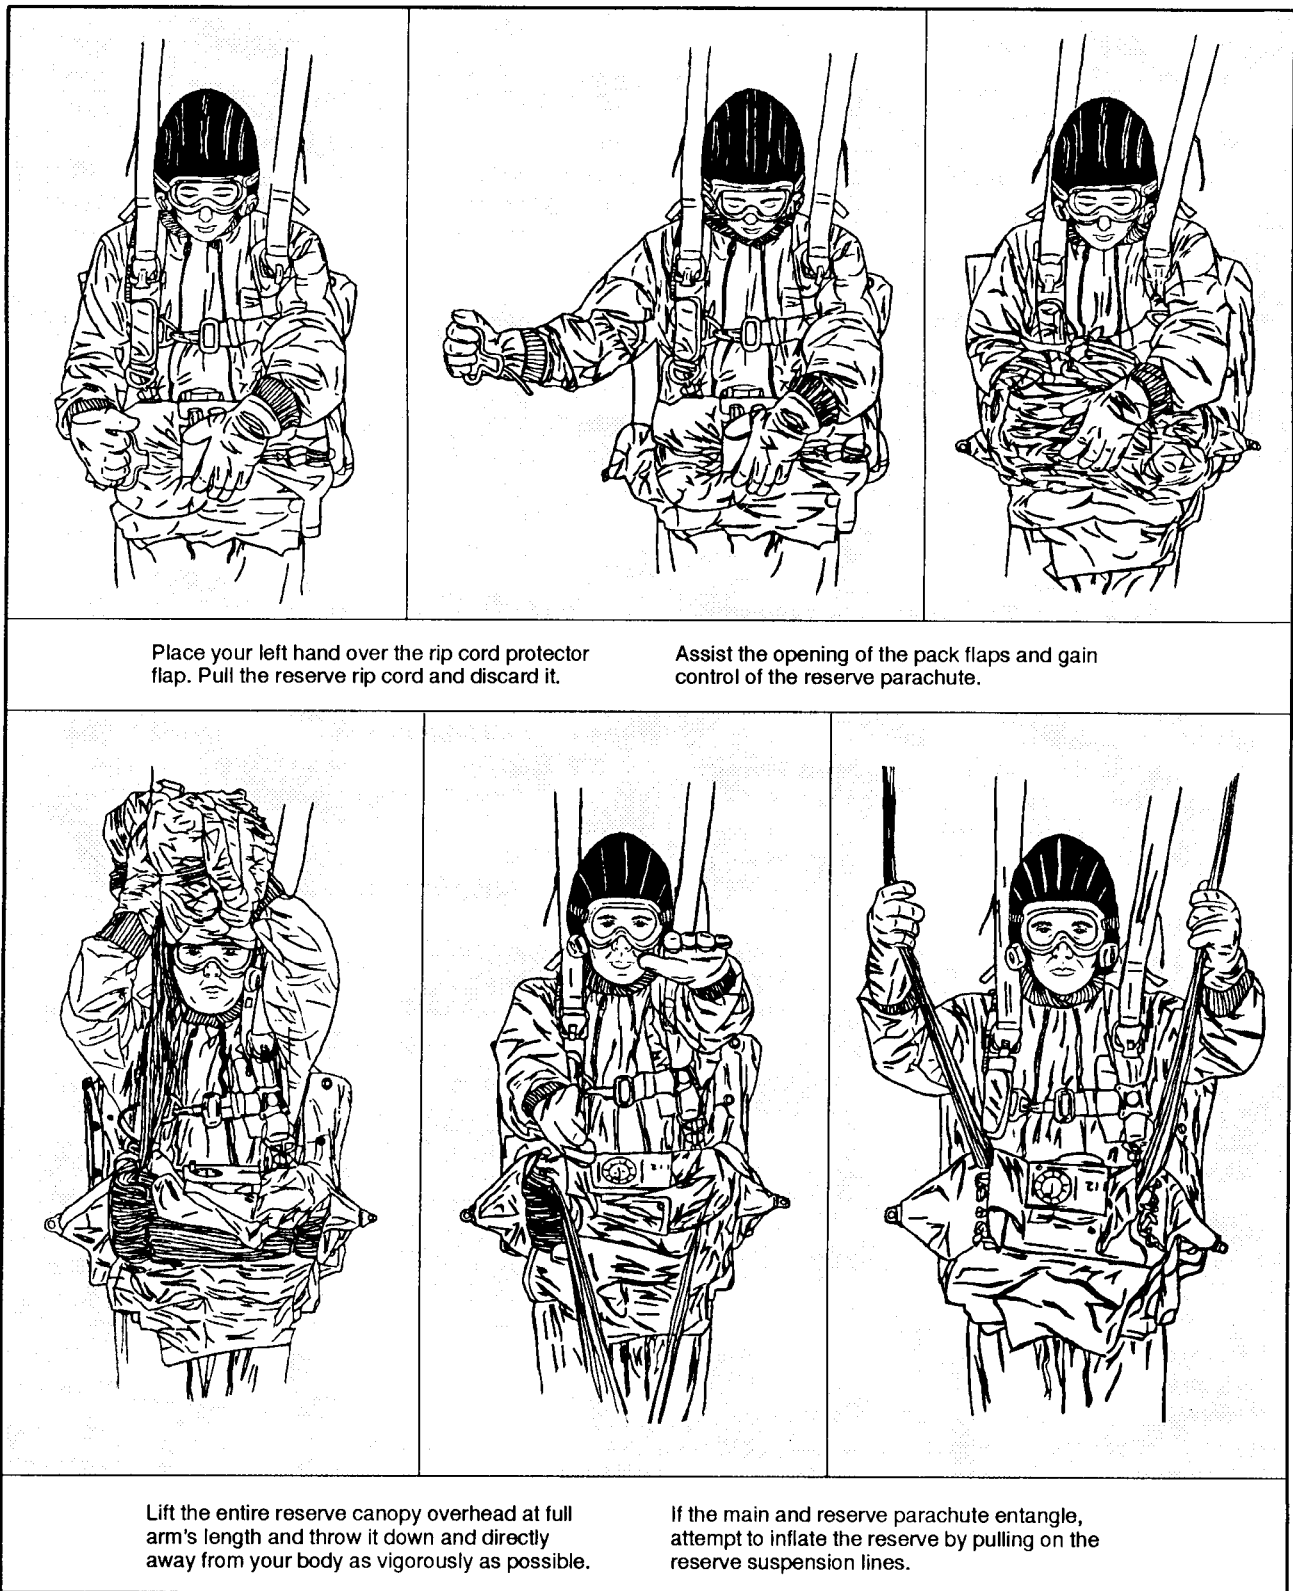 Place your left hand over the rip cord protector
flap. Pull the reserve rip cord and discard it.
Assist the opening of the pack flaps and gain
control of the reserve parachute.
12
12
Lift the entire reserve canopy overhead at full
arm's length and throw it down and directly
away from your body as vigorously as possible.
If the main and reserve parachute entangle,
attempt to inflate the reserve by pulling on the
reserve suspension lines.